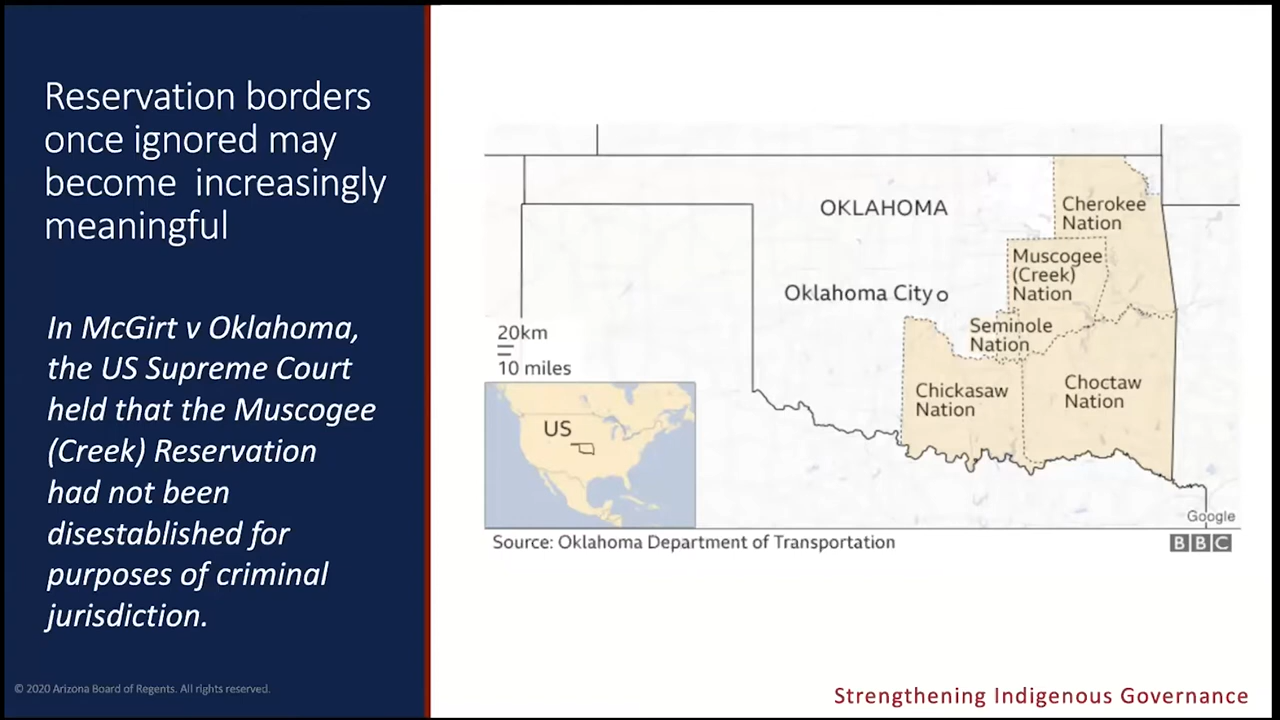 Reservation borders
once ignored may
become increasingly
meaningful
In McGirt v Oklahoma,
the US Supreme Court
held that the Muscogee
(Creek) Reservation
had not been
disestablished for
purposes of criminal
jurisdiction.
© 2020 Arizona Board of Regents. All rights reserved.
OKLAHOMA
Cherokee
Nation
Muscogee
(Creek)
Nation
Oklahoma City
Seminole
Nation
20km
10 miles
Chickasaw
Nation
Choctaw
Nation
US
Google
Source: Oklahoma Department of Transportation
BBC
Strengthening Indigenous Governance